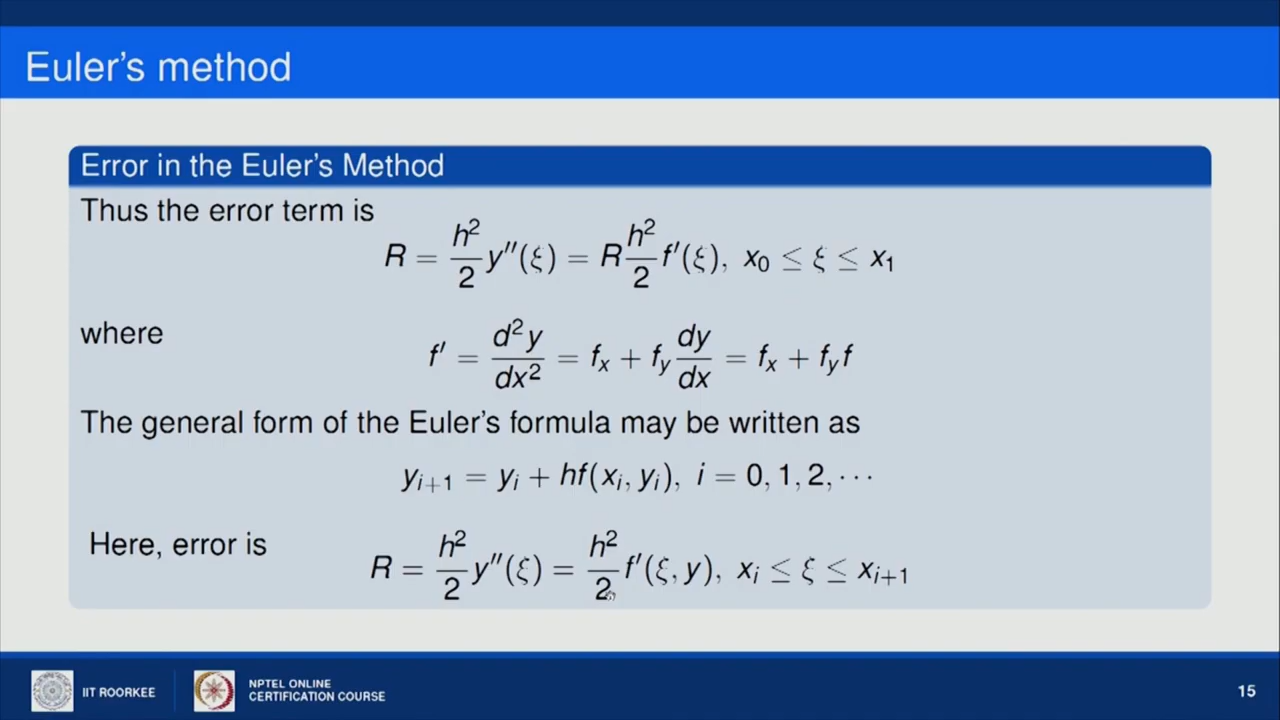 Euler's method
Error in the Euler's Method
Thus the error term is
R = h²/2 y″(ξ) = R h²/2 f′(ξ), x₀ ≤ ξ ≤ x₁
where
f′ = d²y/dx² = fₓ + f_y dy/dx = fₓ + f_y f
The general form of the Euler's formula may be written as
yᵢ₊₁ = yᵢ + hf(xᵢ, yᵢ), i = 0, 1, 2, ⋯
Here, error is
R = h²/2 y″(ξ) = h²/2 f′(ξ, y), xᵢ ≤ ξ ≤ xᵢ₊₁
IIT ROORKEE
NPTEL ONLINE
CERTIFICATION COURSE
15